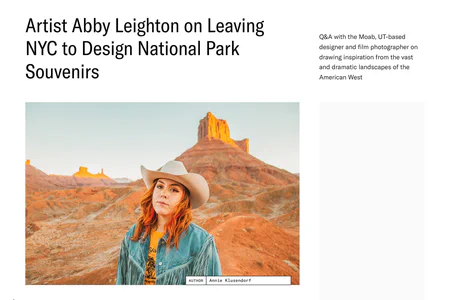 Artist Abby Leighton on Leaving
NYC to Design National Park
Souvenirs
Q&A with the Moab, UT-based
designer and film photographer on
drawing inspiration from the vast
and dramatic landscapes of the
American West
AUTHOR
Annie Klusendorf